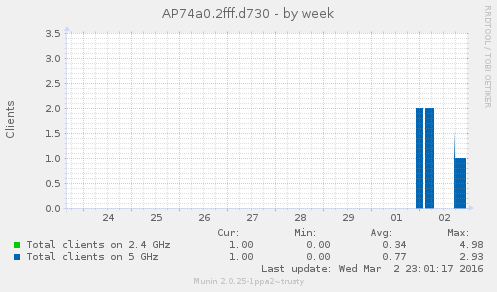 AP74a0.2fff.d730 - by week
RRDTOOL / TOBI OETIKER
Clients
3.5
3.0
2.5
2.0
1.5
1.0
0.5
0.0
24 25 26 27 28 29 01 02
Cur: Min: Avg: Max:
Total clients on 2.4 GHz 1.00 0.00 0.34 4.98
Total clients on 5 GHz 1.00 0.00 0.77 2.93
Last update: Wed Mar 2 23:01:17 2016
Munin 2.0.25-1ppa2~trusty